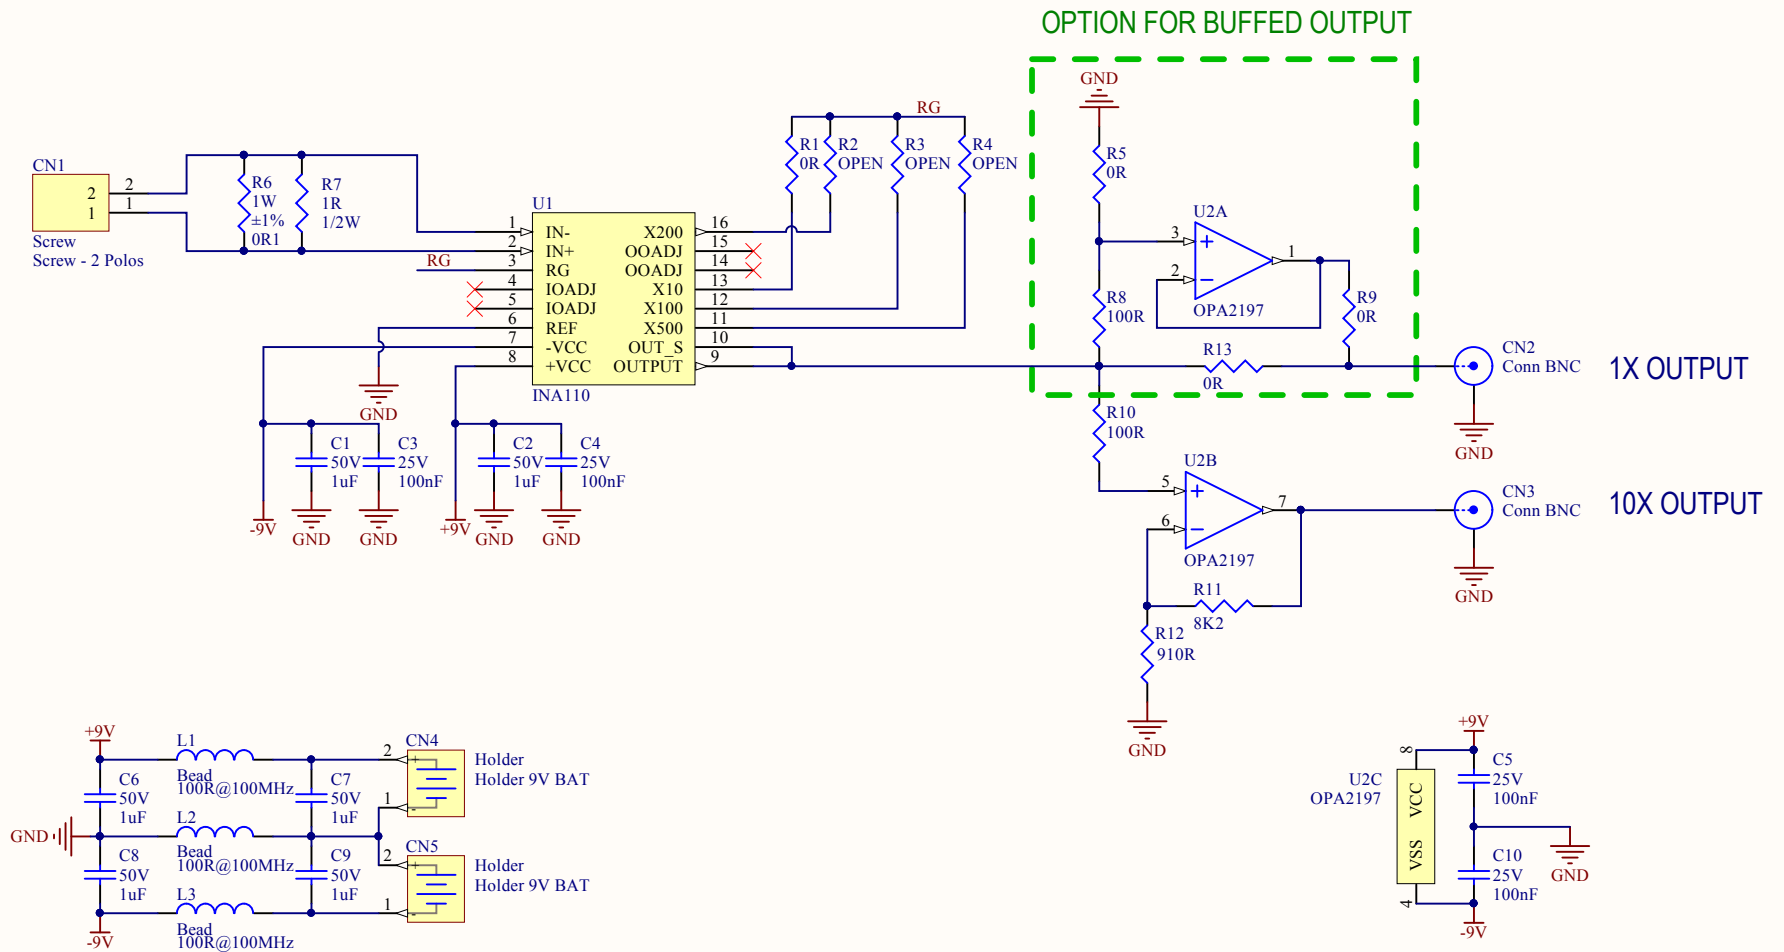 OPTION FOR BUFFED OUTPUT
GND
RG
CN1
2 2
1 1
Screw
Screw - 2 Polos
R6
1W
±1%
0R1
R7
1R
1/2W
R1
0R
R2
OPEN
R3
OPEN
R4
OPEN
RG
U1
1 IN-
2 IN+
3 RG
4 IOADJ
5 IOADJ
6 REF
7 -VCC
8 +VCC
X200 16
OOADJ 15
OOADJ 14
X10 13
X100 12
X500 11
OUT_S 10
OUTPUT 9
INA110
GND
C1
50V
1uF
C3
25V
100nF
C2
50V
1uF
C4
25V
100nF
-9V
GND
GND
+9V
GND
GND
R5
0R
U2A
3
2
1
OPA2197
R8
100R
R9
0R
R13
0R
CN2
Conn BNC
1X OUTPUT
GND
R10
100R
U2B
5
6
7
OPA2197
R11
8K2
R12
910R
GND
CN3
Conn BNC
10X OUTPUT
GND
+9V
L1
Bead
100R@100MHz
C6
50V
1uF
C7
50V
1uF
2
1
CN4
Holder
Holder 9V BAT
GND
L2
Bead
100R@100MHz
C8
50V
1uF
C9
50V
1uF
2
1
CN5
Holder
Holder 9V BAT
L3
Bead
100R@100MHz
-9V
+9V
8
U2C
OPA2197
VCC
VSS
4
C5
25V
100nF
C10
25V
100nF
GND
-9V